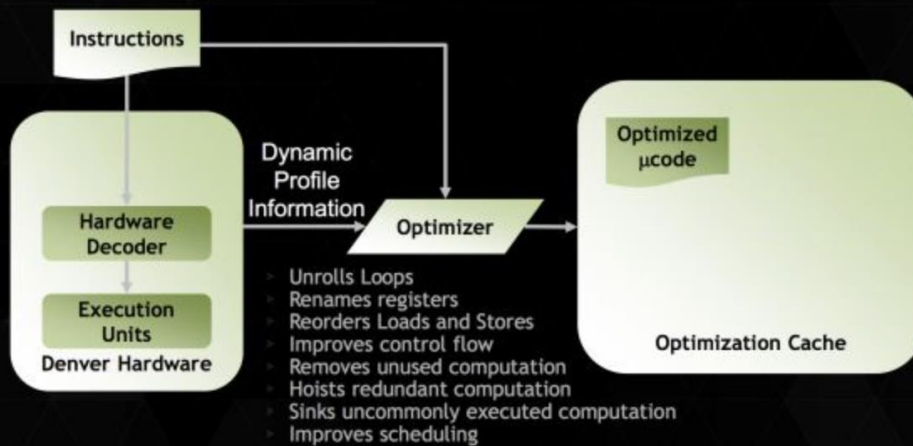 Instructions
Dynamic
Profile
Information
Hardware
Decoder
Execution
Units
Denver Hardware
Optimizer
Unrolls Loops
Renames registers
Reorders Loads and Stores
Improves control flow
Removes unused computation
Hoists redundant computation
Sinks uncommonly executed computation
Improves scheduling
Optimized
μcode
Optimization Cache